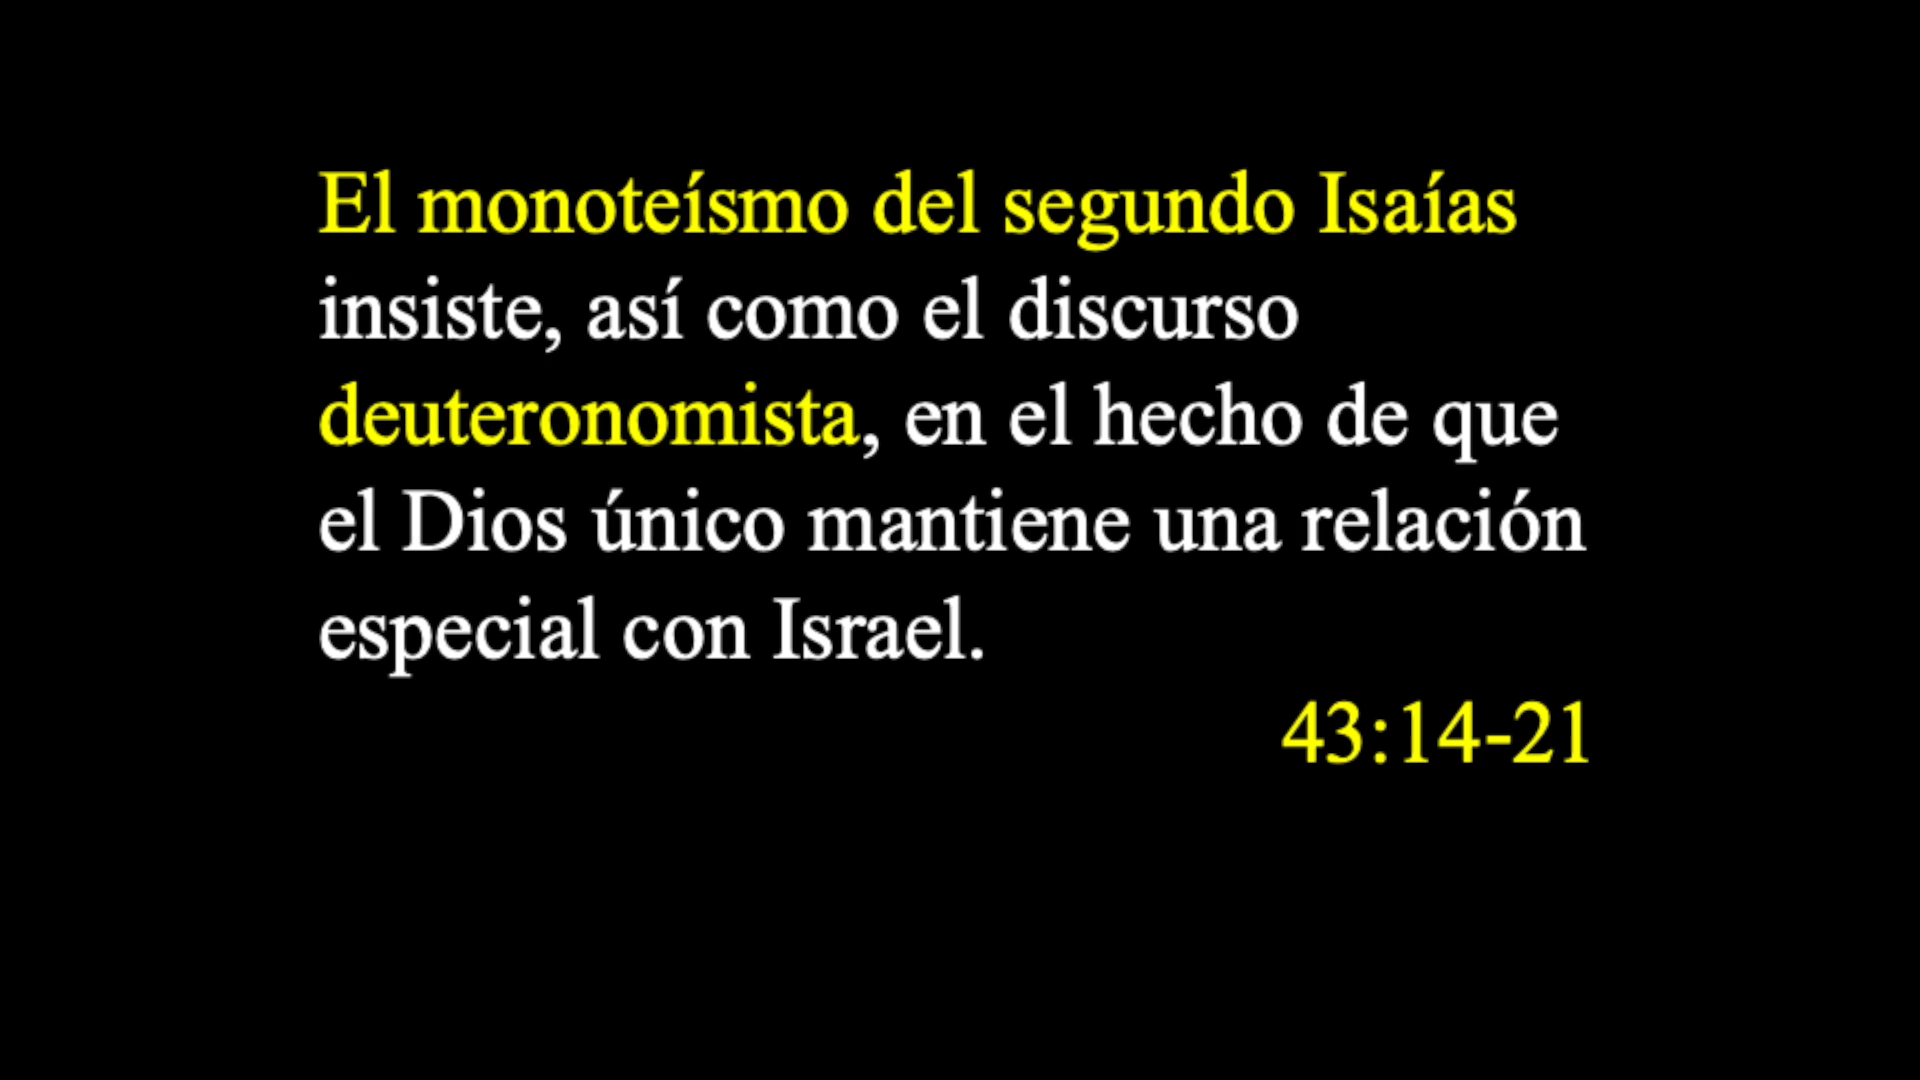 El monoteísmo del segundo Isaías
insiste, así como el discurso
deuteronomista, en el hecho de que
el Dios único mantiene una relación
especial con Israel.
43:14-21